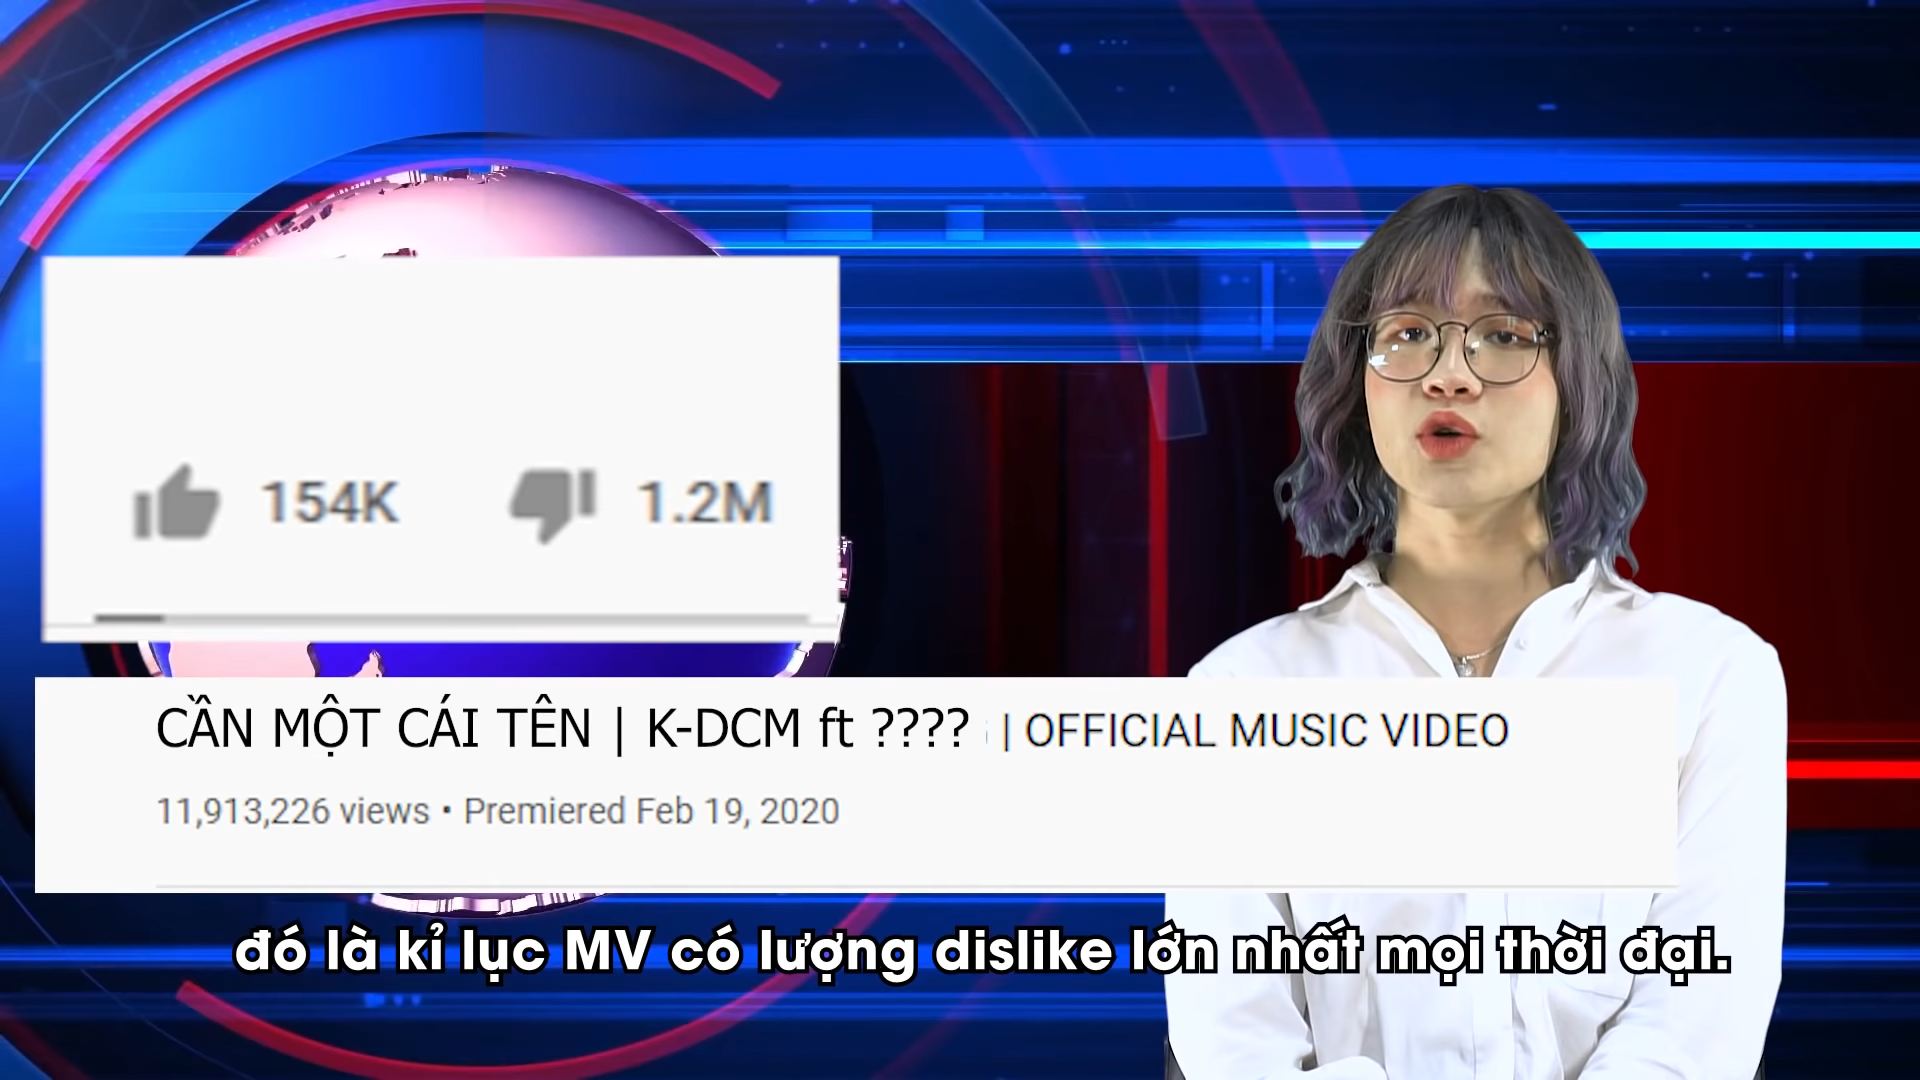 154K 1.2M
CẦN MỘT CÁI TÊN | K-DCM ft ???? | OFFICIAL MUSIC VIDEO
11,913,226 views • Premiered Feb 19, 2020
đó là kỉ lục MV có lượng dislike lớn nhất mọi thời đại.